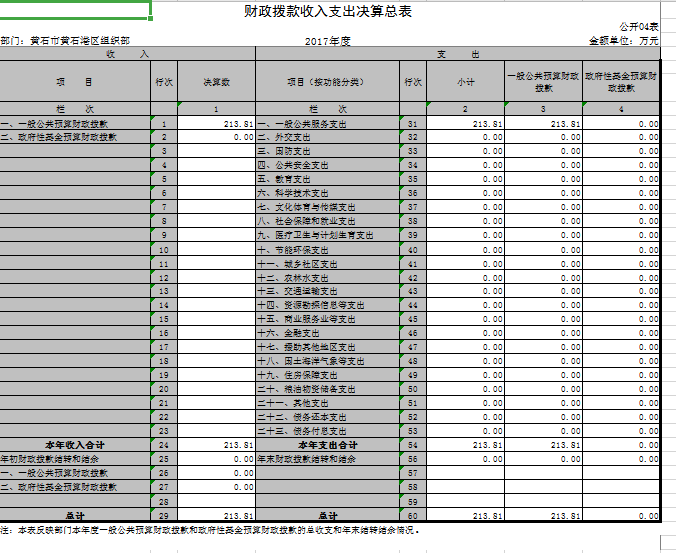 财政拨款收入支出决算总表
公开04表
部门：黄石市黄石港区组织部 2017年度 金额单位：万元
收 入 支 出
项 目 行次 决算数 项目（按功能分类） 行次 小计 一般公共预算财政拨款 政府性基金预算财政拨款
栏 次 1 栏 次 2 3 4
一、一般公共预算财政拨款 1 213.81 一、一般公共服务支出 31 213.81 213.81 0.00
二、政府性基金预算财政拨款 2 0.00 二、外交支出 32 0.00 0.00 0.00
3 三、国防支出 33 0.00 0.00 0.00
4 四、公共安全支出 34 0.00 0.00 0.00
5 五、教育支出 35 0.00 0.00 0.00
6 六、科学技术支出 36 0.00 0.00 0.00
7 七、文化体育与传媒支出 37 0.00 0.00 0.00
8 八、社会保障和就业支出 38 0.00 0.00 0.00
9 九、医疗卫生与计划生育支出 39 0.00 0.00 0.00
10 十、节能环保支出 40 0.00 0.00 0.00
11 十一、城乡社区支出 41 0.00 0.00 0.00
12 十二、农林水支出 42 0.00 0.00 0.00
13 十三、交通运输支出 43 0.00 0.00 0.00
14 十四、资源勘探信息等支出 44 0.00 0.00 0.00
15 十五、商业服务业等支出 45 0.00 0.00 0.00
16 十六、金融支出 46 0.00 0.00 0.00
17 十七、援助其他地区支出 47 0.00 0.00 0.00
18 十八、国土海洋气象等支出 48 0.00 0.00 0.00
19 十九、住房保障支出 49 0.00 0.00 0.00
20 二十、粮油物资储备支出 50 0.00 0.00 0.00
21 二十一、其他支出 51 0.00 0.00 0.00
22 二十二、债务还本支出 52 0.00 0.00 0.00
23 二十三、债务付息支出 53 0.00 0.00 0.00
本年收入合计 24 213.81 本年支出合计 54 213.81 213.81 0.00
年初财政拨款结转和结余 25 0.00 年末财政拨款结转和结余 56 0.00 0.00 0.00
一、一般公共预算财政拨款 26 0.00 57
二、政府性基金预算财政拨款 27 0.00 58
28 59
总计 29 213.81 总计 60 213.81 213.81 0.00
注：本表反映部门本年度一般公共预算财政拨款和政府性基金预算财政拨款的总收支和年末结转结余情况。